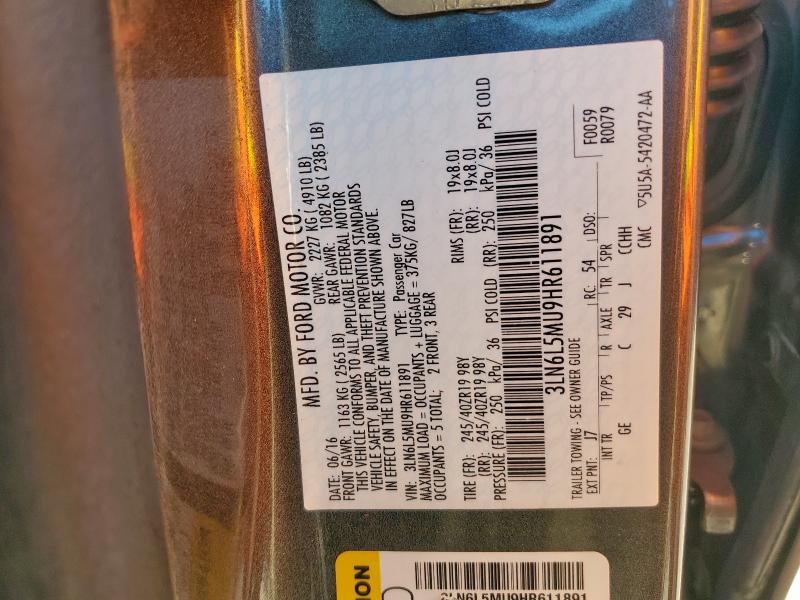 MFD. BY FORD MOTOR CO.
DATE: 06/16 GVWR: 2227 KG ( 4910 LB)
FRONT GAWR: 1163 KG ( 2565 LB) REAR GAWR: 1082 KG ( 2385 LB)
THIS VEHICLE CONFORMS TO ALL APPLICABLE FEDERAL MOTOR
VEHICLE SAFETY, BUMPER, AND THEFT PREVENTION STANDARDS
IN EFFECT ON THE DATE OF MANUFACTURE SHOWN ABOVE.
VIN: 3LN6L5MU9HR611891 TYPE: Passenger Car
MAXIMUM LOAD = OCCUPANTS + LUGGAGE = 375KG/ 827LB
OCCUPANTS = 5 TOTAL: 2 FRONT, 3 REAR
TIRE (FR): 245/40ZR19 98Y RIMS (FR): 19x8.0J
(RR): 245/40ZR19 98Y (RR): 19x8.0J
PRESSURE (FR): 250 kPa/ 36 PSI COLD (RR): 250 kPa/ 36 PSI COLD
3LN6L5MU9HR611891
TRAILER TOWING - SEE OWNER GUIDE
EXT PNT: J7 RC: 54 DSO: F0059
R0079
INT TR TP/PS R AXLE TR SPR
GE C 29 J CCHH
CMC ▽5U5A-5420472-AA
3LN6L5MU9HR611891